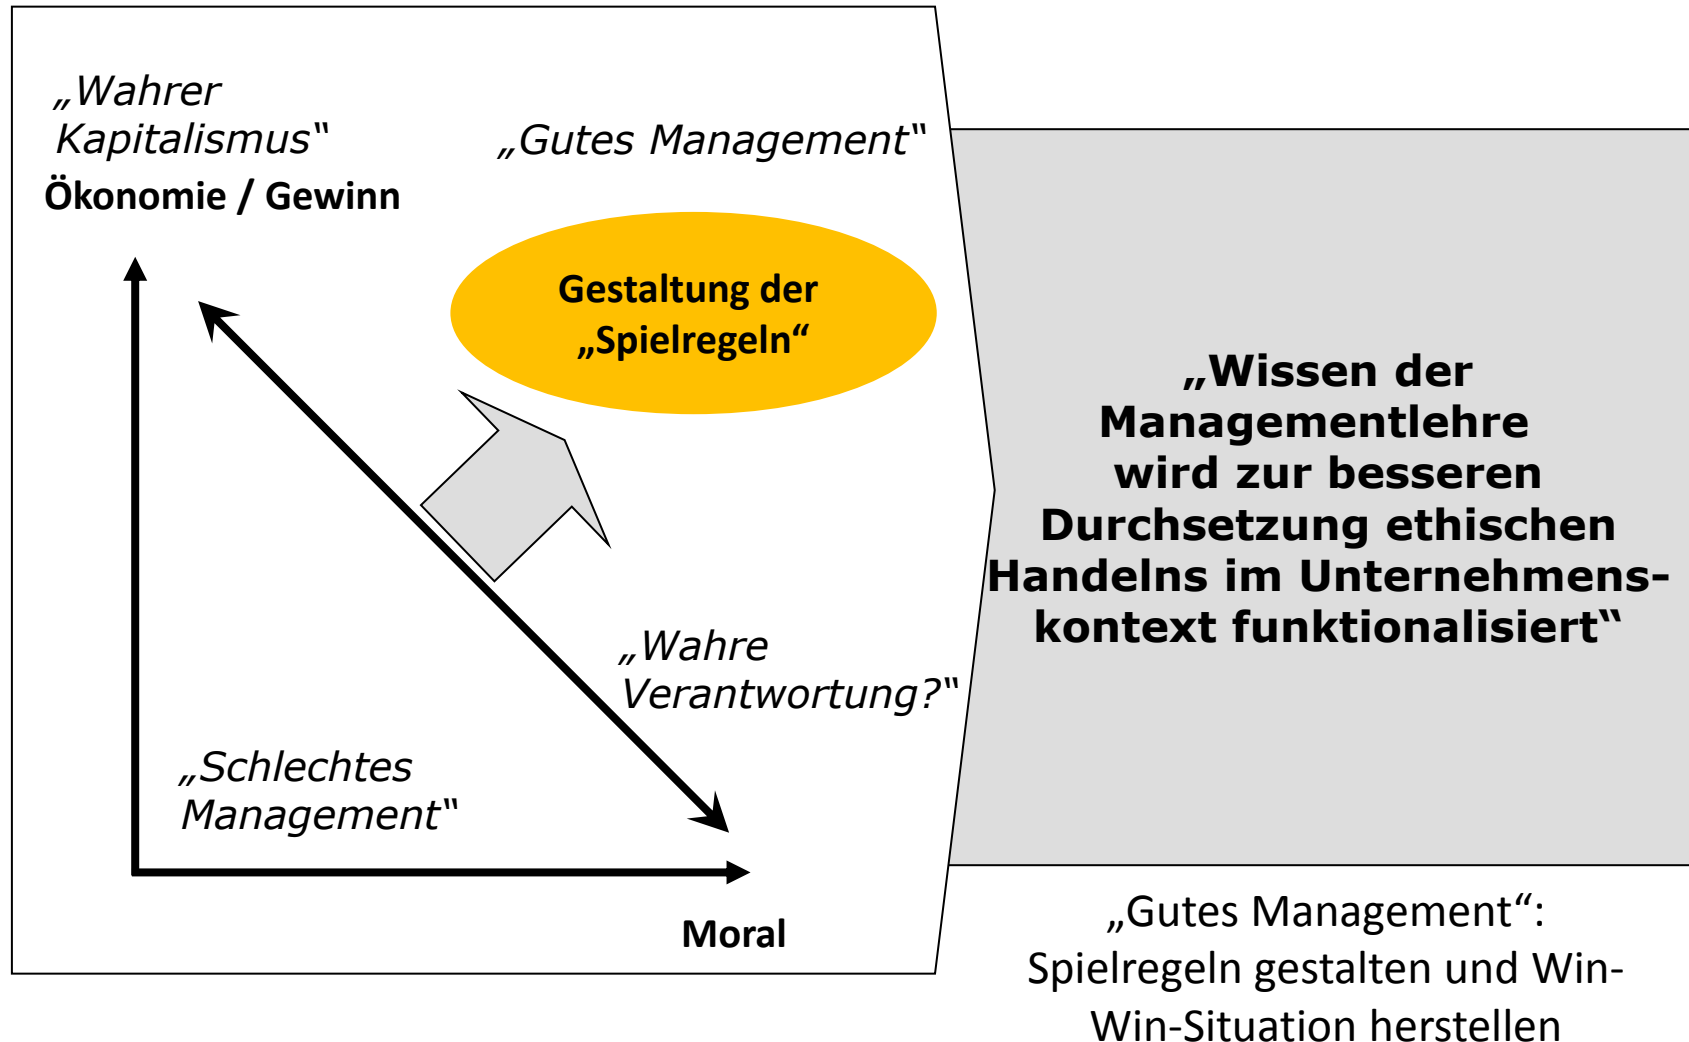 „Wahrer
Kapitalismus“
„Gutes Management“
Ökonomie / Gewinn
Gestaltung der
„Spielregeln“
„Wahre
Verantwortung?“
„Schlechtes
Management“
Moral
„Wissen der
Managementlehre
wird zur besseren
Durchsetzung ethischen
Handelns im Unternehmens-
kontext funktionalisiert“
„Gutes Management“:
Spielregeln gestalten und Win-
Win-Situation herstellen